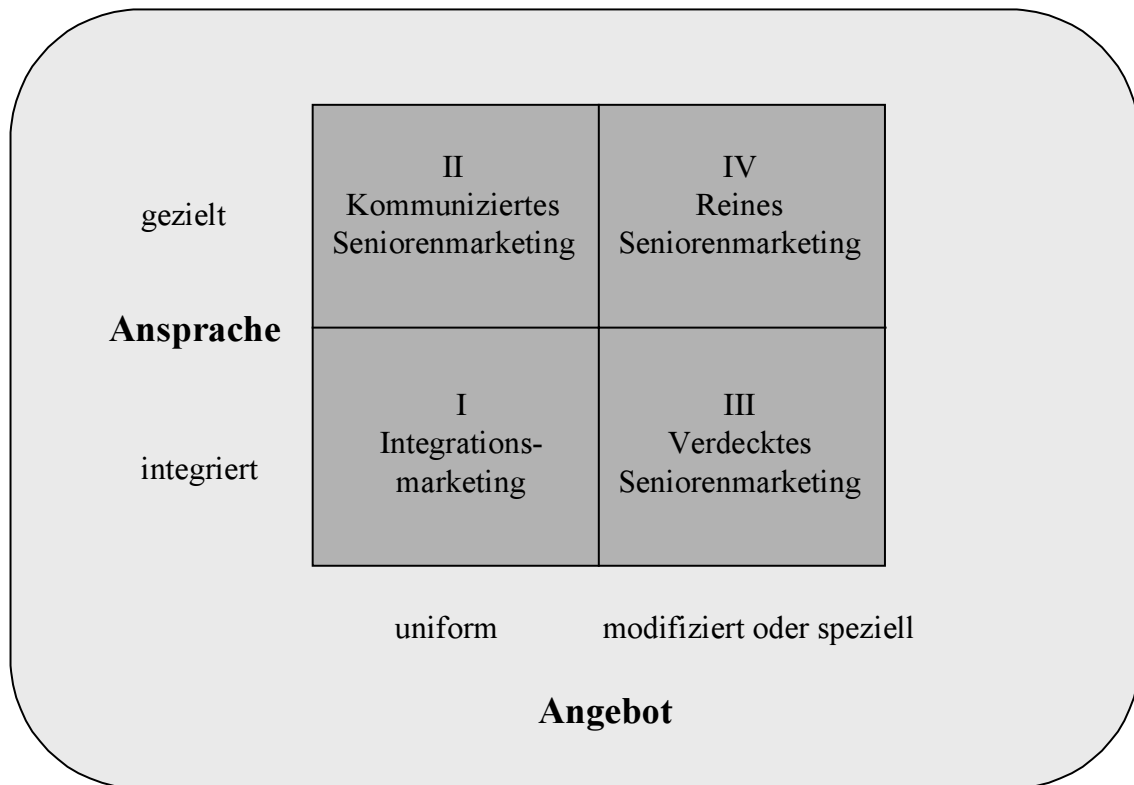 II
Kommuniziertes
Seniorenmarketing
IV
Reines
Seniorenmarketing
gezielt
Ansprache
I
Integrations-
marketing
III
Verdecktes
Seniorenmarketing
integriert
uniform
modifiziert oder speziell
Angebot